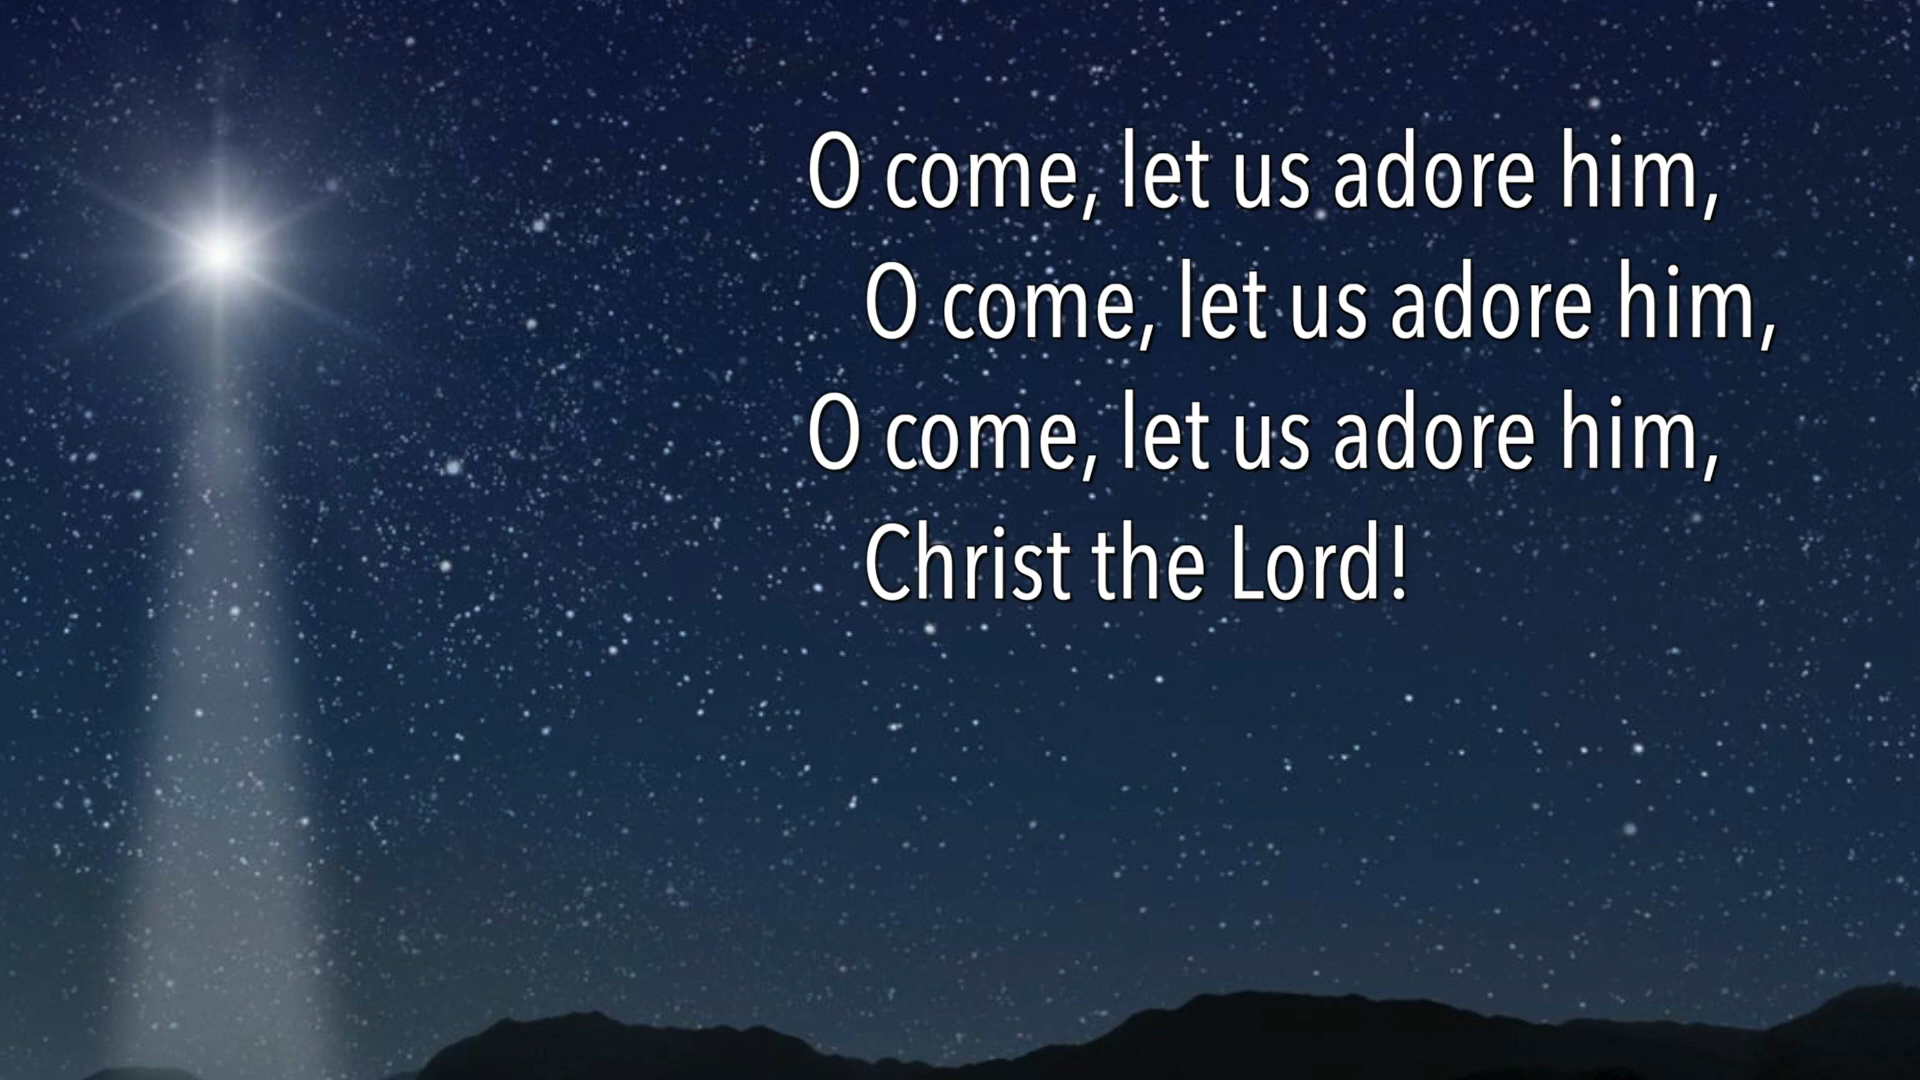 O come, let us adore him,
O come, let us adore him,
O come, let us adore him,
Christ the Lord!